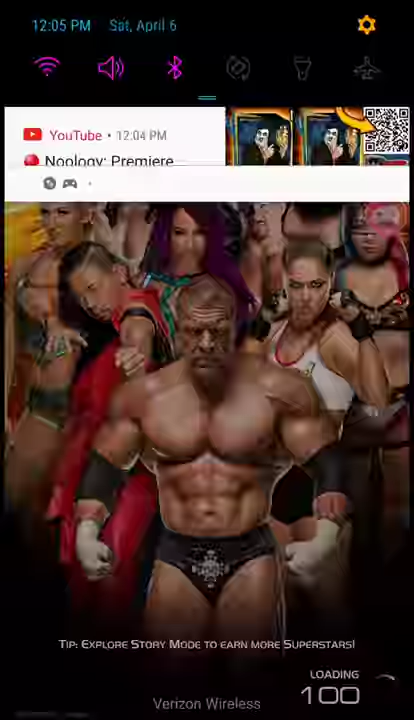 12:05 PM Sat, April 6
YouTube • 12:04 PM
Noology: Premiere
TIP: EXPLORE STORY MODE TO EARN MORE SUPERSTARS!
LOADING
100
Verizon Wireless